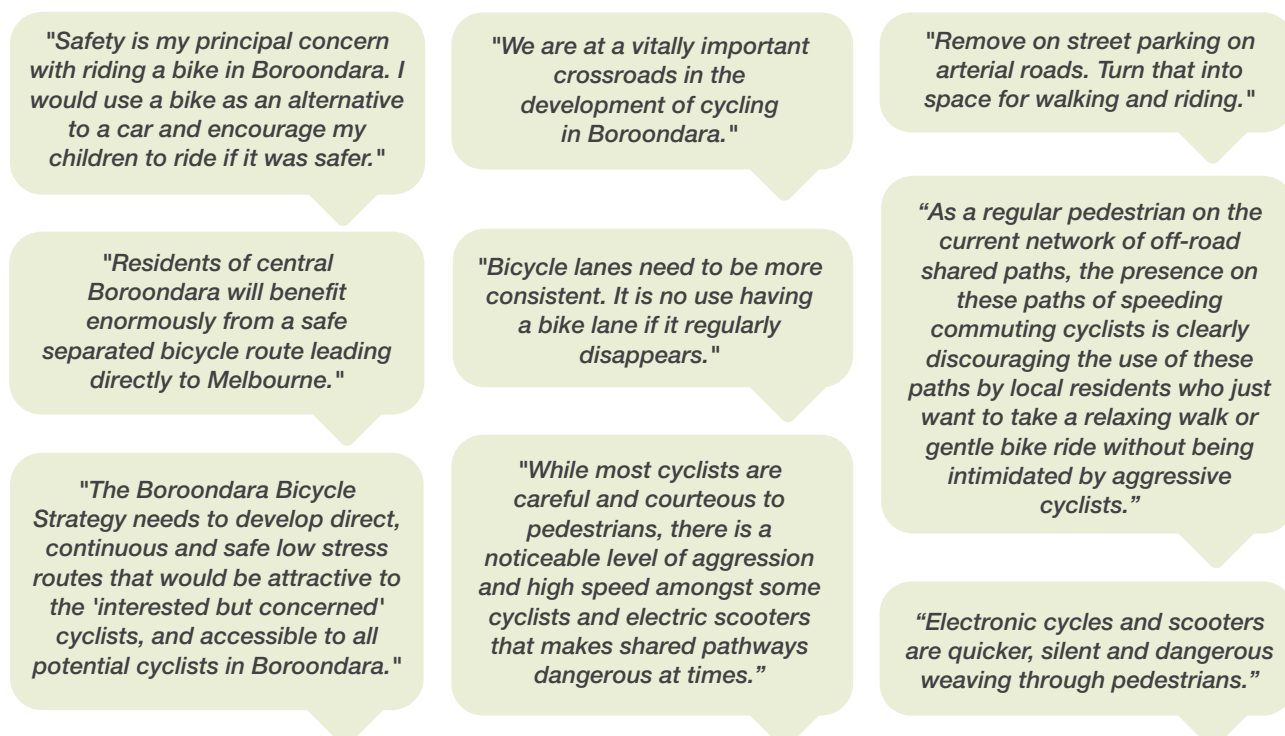 "Safety is my principal concern
with riding a bike in Boroondara. I
would use a bike as an alternative
to a car and encourage my
children to ride if it was safer."
"Residents of central
Boroondara will benefit
enormously from a safe
separated bicycle route leading
directly to Melbourne."
"The Boroondara Bicycle
Strategy needs to develop direct,
continuous and safe low stress
routes that would be attractive to
the 'interested but concerned'
cyclists, and accessible to all
potential cyclists in Boroondara."
"We are at a vitally important
crossroads in the
development of cycling
in Boroondara."
"Bicycle lanes need to be more
consistent. It is no use having
a bike lane if it regularly
disappears."
"While most cyclists are
careful and courteous to
pedestrians, there is a
noticeable level of aggression
and high speed amongst some
cyclists and electric scooters
that makes shared pathways
dangerous at times.”
"Remove on street parking on
arterial roads. Turn that into
space for walking and riding."
“As a regular pedestrian on the
current network of off-road
shared paths, the presence on
these paths of speeding
commuting cyclists is clearly
discouraging the use of these
paths by local residents who just
want to take a relaxing walk or
gentle bike ride without being
intimidated by aggressive
cyclists.”
“Electronic cycles and scooters
are quicker, silent and dangerous
weaving through pedestrians.”